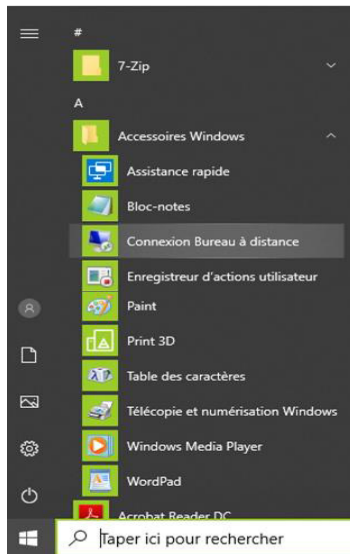 #
7-Zip
A
Accessoires Windows
Assistance rapide
Bloc-notes
Connexion Bureau à distance
Enregistreur d'actions utilisateur
Paint
Print 3D
Table des caractères
Télécopie et numérisation Windows
Windows Media Player
WordPad
Acrobat Reader DC
Taper ici pour rechercher